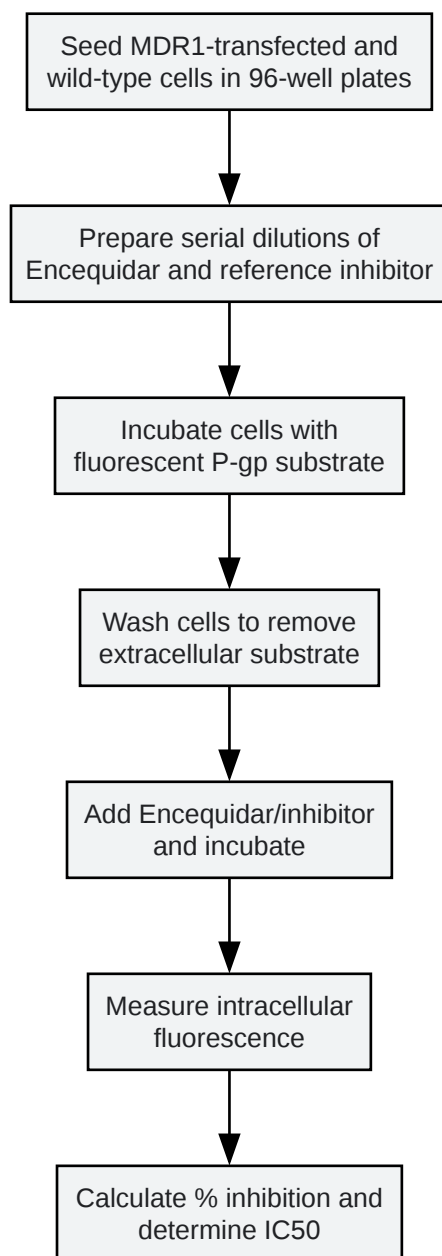 Seed MDR1-transfected and
wild-type cells in 96-well plates
Prepare serial dilutions of
Encequidar and reference inhibitor
Incubate cells with
fluorescent P-gp substrate
Wash cells to remove
extracellular substrate
Add Encequidar/inhibitor
and incubate
Measure intracellular
fluorescence
Calculate % inhibition and
determine IC50